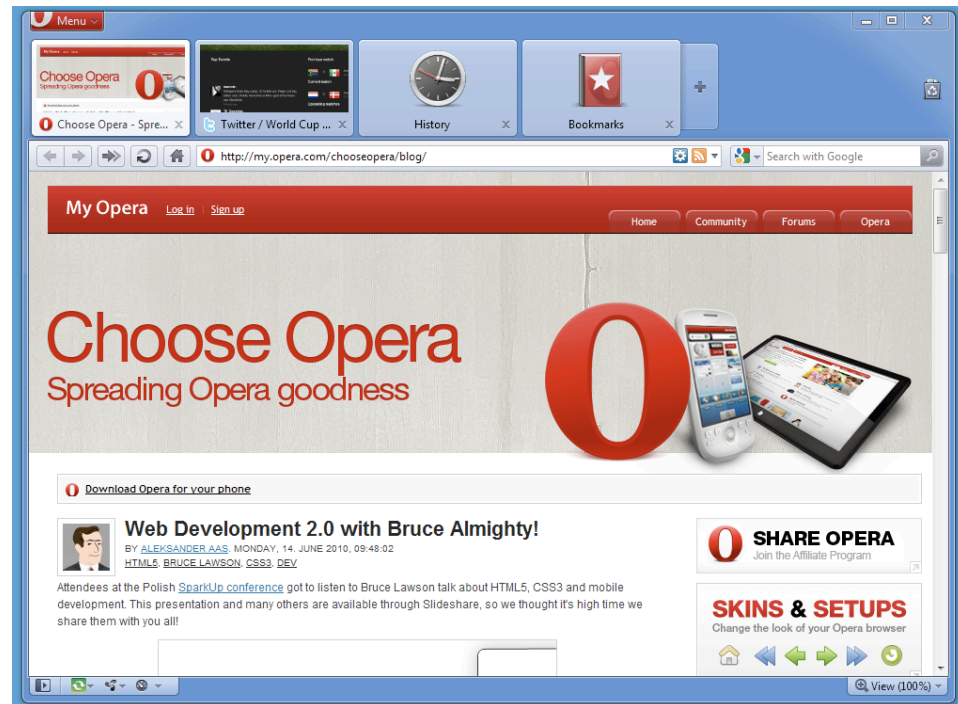 Menu
Choose Opera
Spreading Opera goodness
Choose Opera - Spre...
Twitter / World Cup ...
History
Bookmarks
http://my.opera.com/chooseopera/blog/
Search with Google
My Opera
Log in | Sign up
Home
Community
Forums
Opera
Choose Opera
Spreading Opera goodness
Download Opera for your phone
Web Development 2.0 with Bruce Almighty!
BY ALEKSANDER AAS. MONDAY, 14. JUNE 2010, 09:48:02
HTML5, BRUCE LAWSON, CSS3, DEV
Attendees at the Polish SparkUp conference got to listen to Bruce Lawson talk about HTML5, CSS3 and mobile
development. This presentation and many others are available through Slideshare, so we thought it's high time we
share them with you all!
SHARE OPERA
Join the Affiliate Program
SKINS & SETUPS
Change the look of your Opera browser
View (100%)